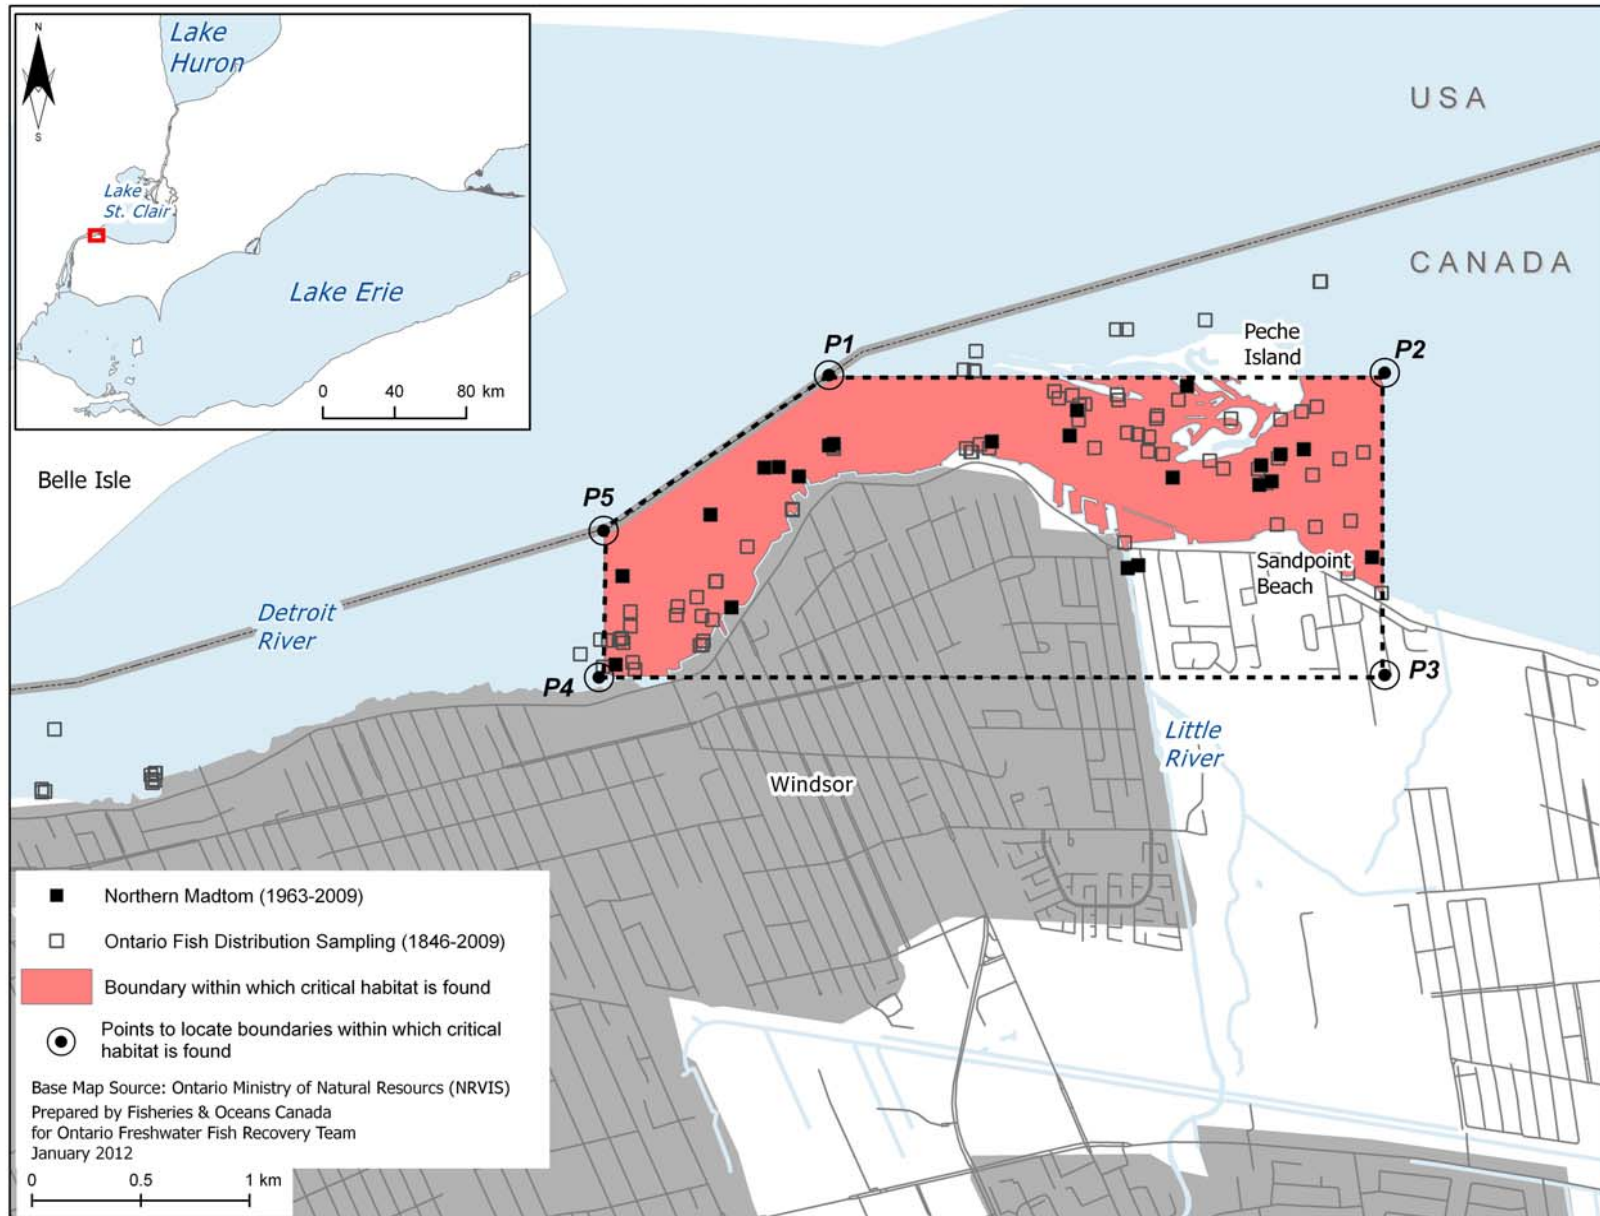 N
S
Lake
Huron
Lake
St. Clair
Lake Erie
0 40 80 km
USA
CANADA
Peche
Island
P1
P2
Belle Isle
P5
Sandpoint
Beach
Detroit
River
P4
P3
Little
River
Windsor
Northern Madtom (1963-2009)
Ontario Fish Distribution Sampling (1846-2009)
Boundary within which critical habitat is found
Points to locate boundaries within which critical
habitat is found
Base Map Source: Ontario Ministry of Natural Resourcs (NRVIS)
Prepared by Fisheries & Oceans Canada
for Ontario Freshwater Fish Recovery Team
January 2012
0 0.5 1 km